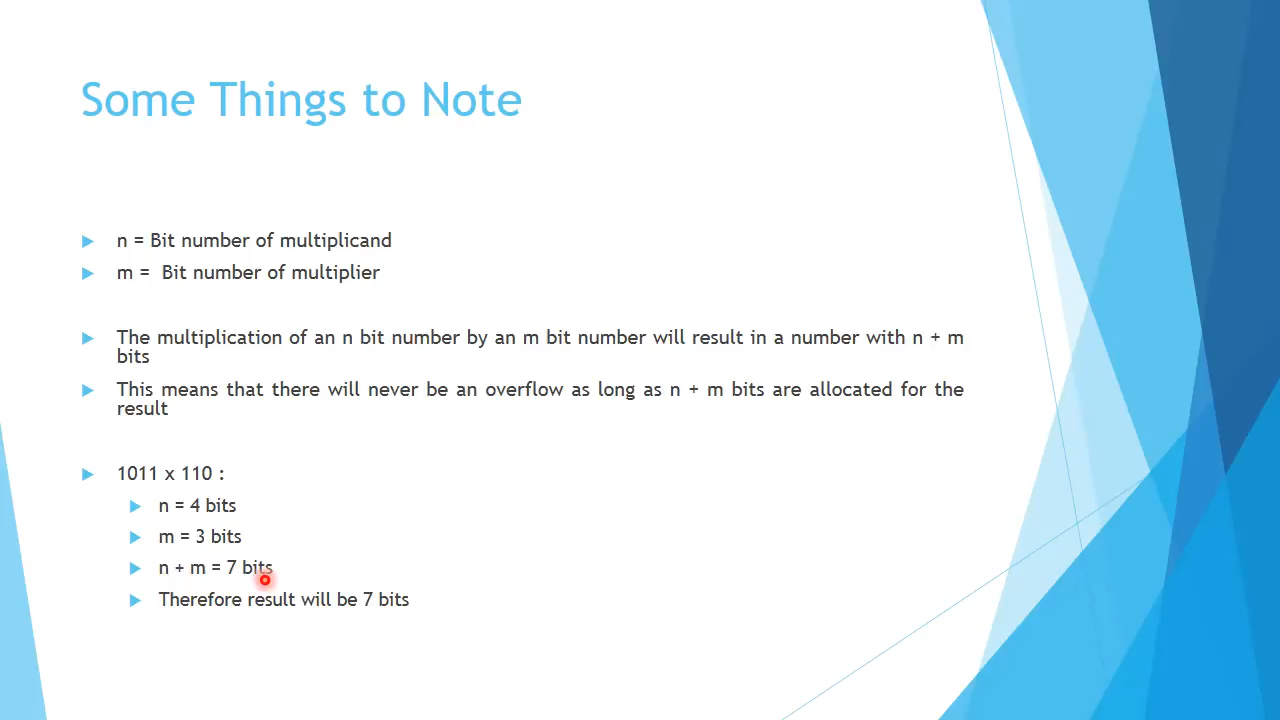 Some Things to Note
n = Bit number of multiplicand
m = Bit number of multiplier
The multiplication of an n bit number by an m bit number will result in a number with n + m
bits
This means that there will never be an overflow as long as n + m bits are allocated for the
result
1011 x 110 :
n = 4 bits
m = 3 bits
n + m = 7 bits
Therefore result will be 7 bits